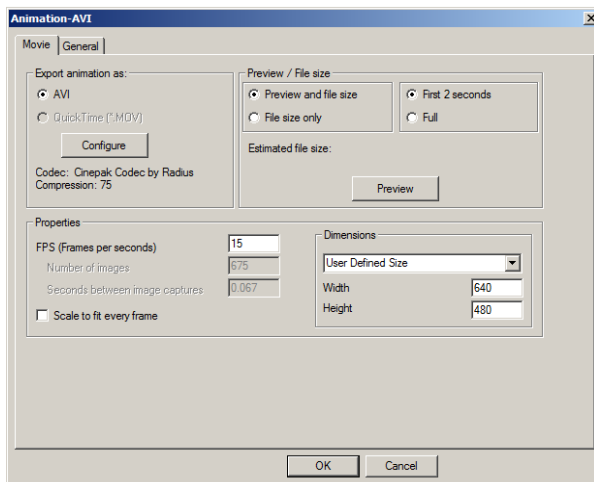 Animation-AVI
Movie General
Export animation as:
AVI
QuickTime (*.MOV)
Configure
Codec: Cinepak Codec by Radius
Compression: 75
Preview / File size
Preview and file size
File size only
First 2 seconds
Full
Estimated file size:
Preview
Properties
FPS (Frames per seconds) 15
Number of images 675
Seconds between image captures 0.067
Scale to fit every frame
Dimensions
User Defined Size
Width 640
Height 480
OK Cancel